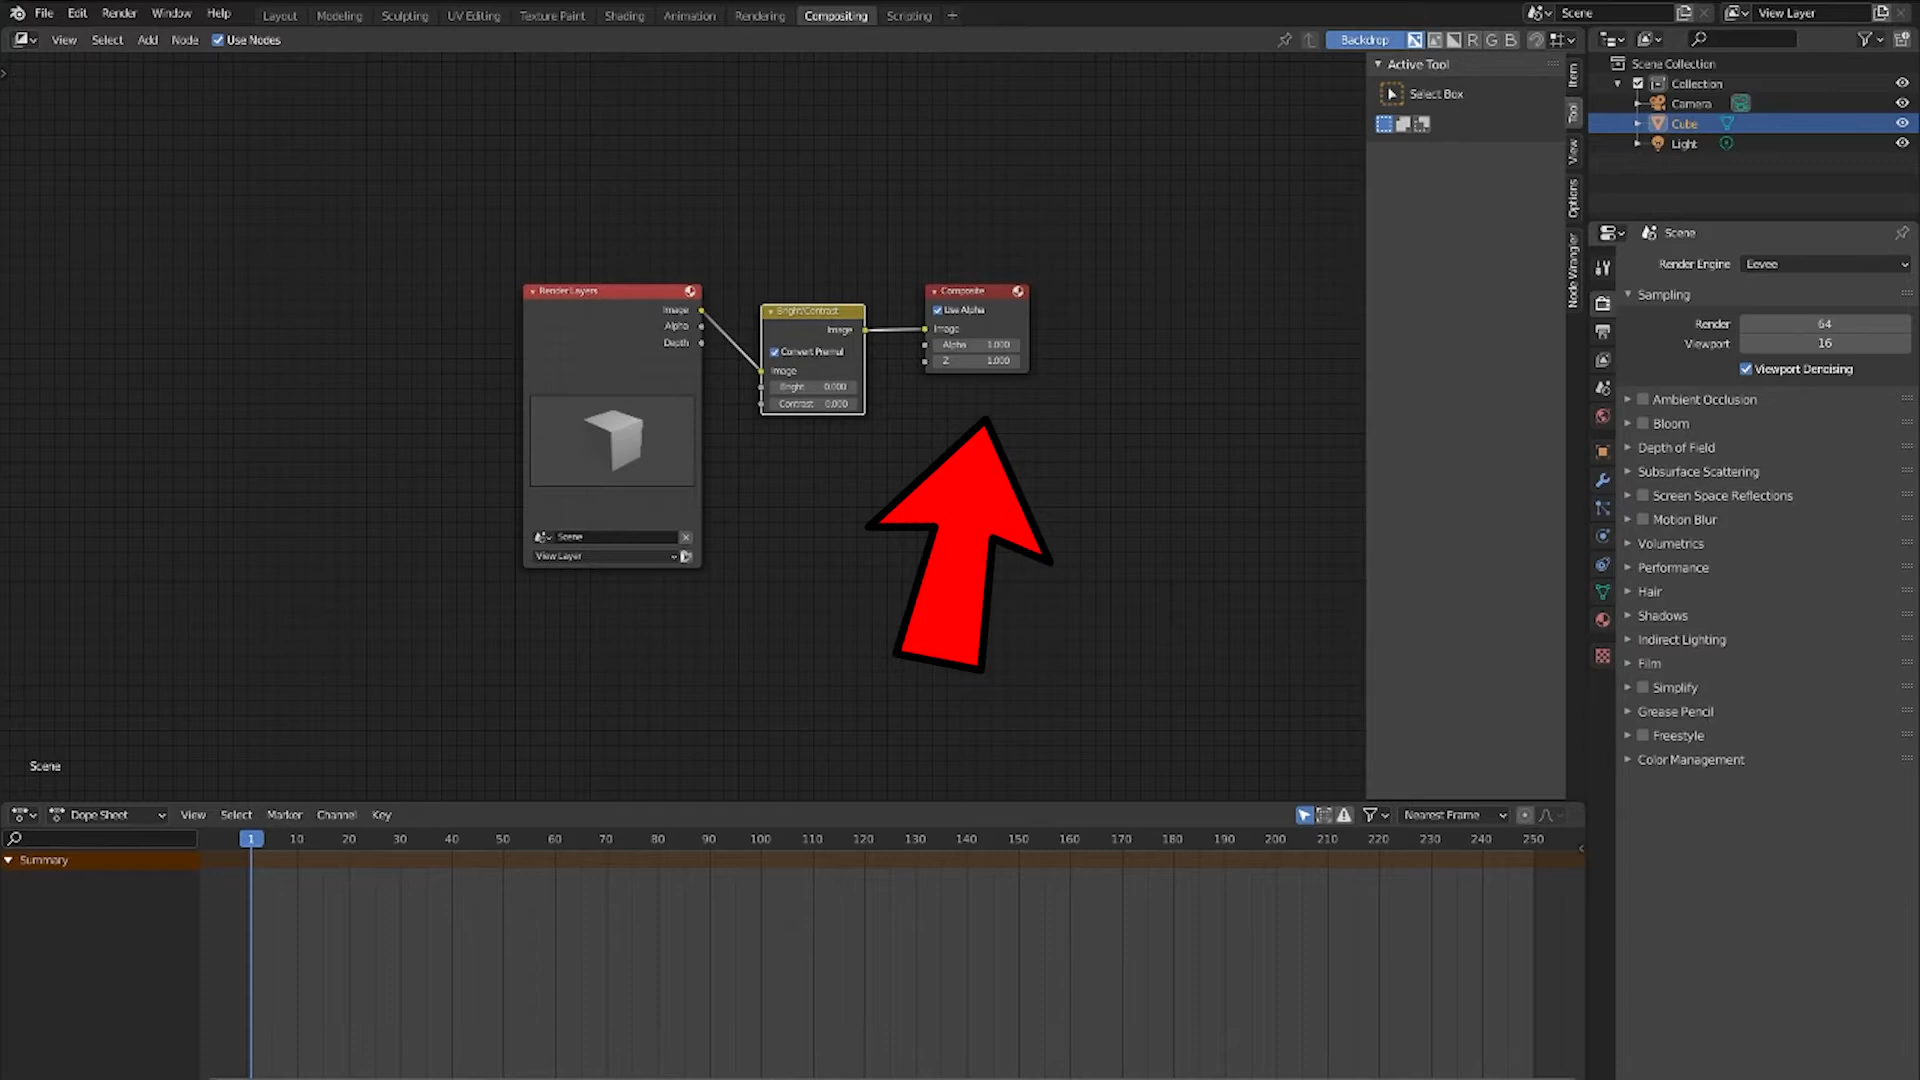 File Edit Render Window Help Layout Modeling Sculpting UV Editing Texture Paint Shading Animation Rendering Compositing Scripting + Scene View Layer
View Select Add Node Use Nodes Backdrop R G B
Active Tool
Select Box
Item
Tool
View
Options
Node Wrangler
Scene Collection
Collection
Camera
Cube
Light
Scene
Render Engine Eevee
Sampling
Render 64
Viewport 16
Viewport Denoising
Ambient Occlusion
Bloom
Depth of Field
Subsurface Scattering
Screen Space Reflections
Motion Blur
Volumetrics
Performance
Hair
Shadows
Indirect Lighting
Film
Simplify
Grease Pencil
Freestyle
Color Management
Render Layers
Image
Alpha
Depth
Scene
View Layer
Bright/Contrast
Image
Convert Premul
Image
Bright 0.000
Contrast 0.000
Composite
Use Alpha
Image
Alpha 1.000
Z 1.000
Scene
Dope Sheet View Select Marker Channel Key Nearest Frame
1 10 20 30 40 50 60 70 80 90 100 110 120 130 140 150 160 170 180 190 200 210 220 230 240 250
Summary